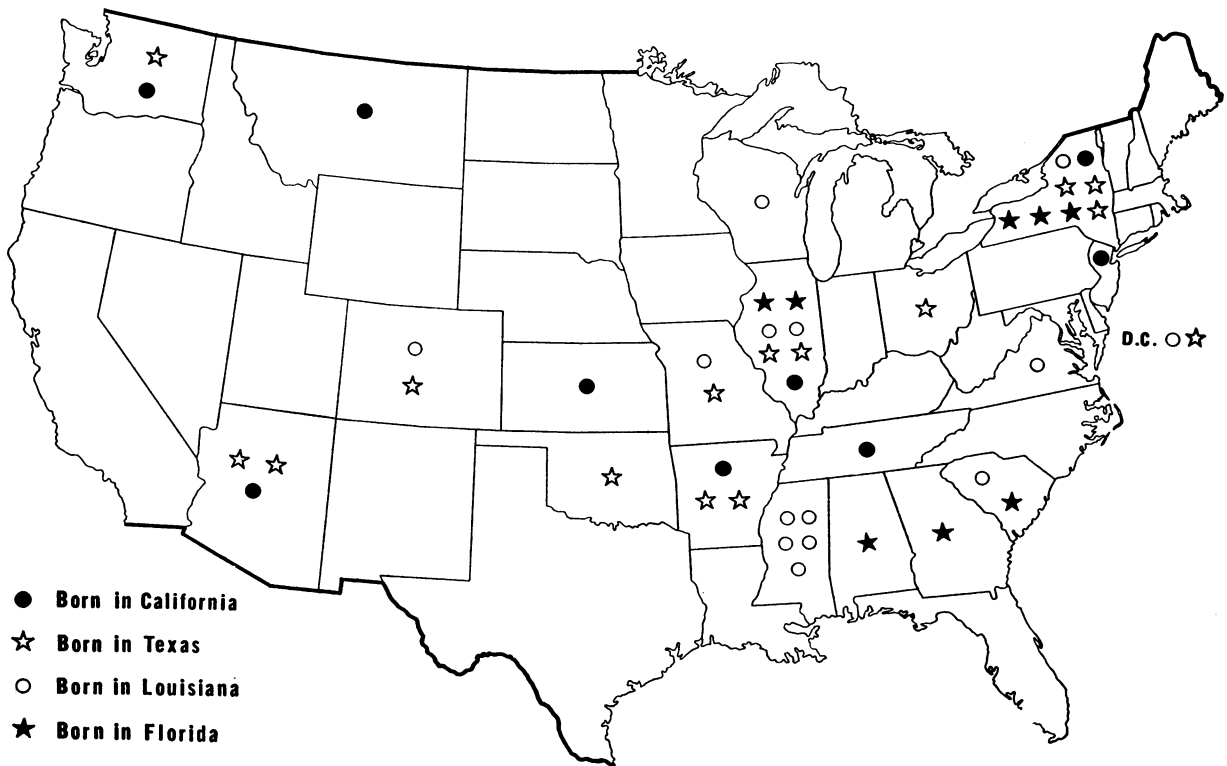 D.C.
Born in California
Born in Texas
Born in Louisiana
Born in Florida